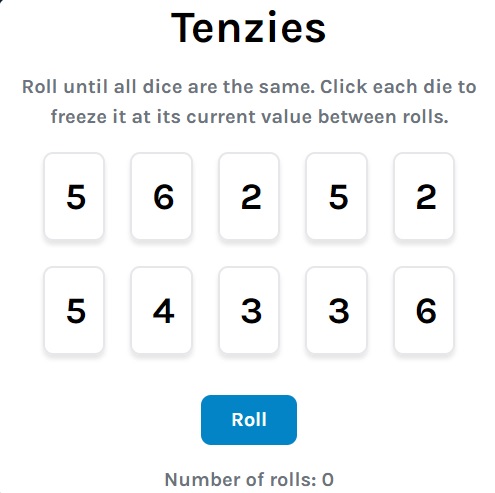 Tenzies
Roll until all dice are the same. Click each die to
freeze it at its current value between rolls.
5 6 2 5 2
5 4 3 3 6
Roll
Number of rolls: 0